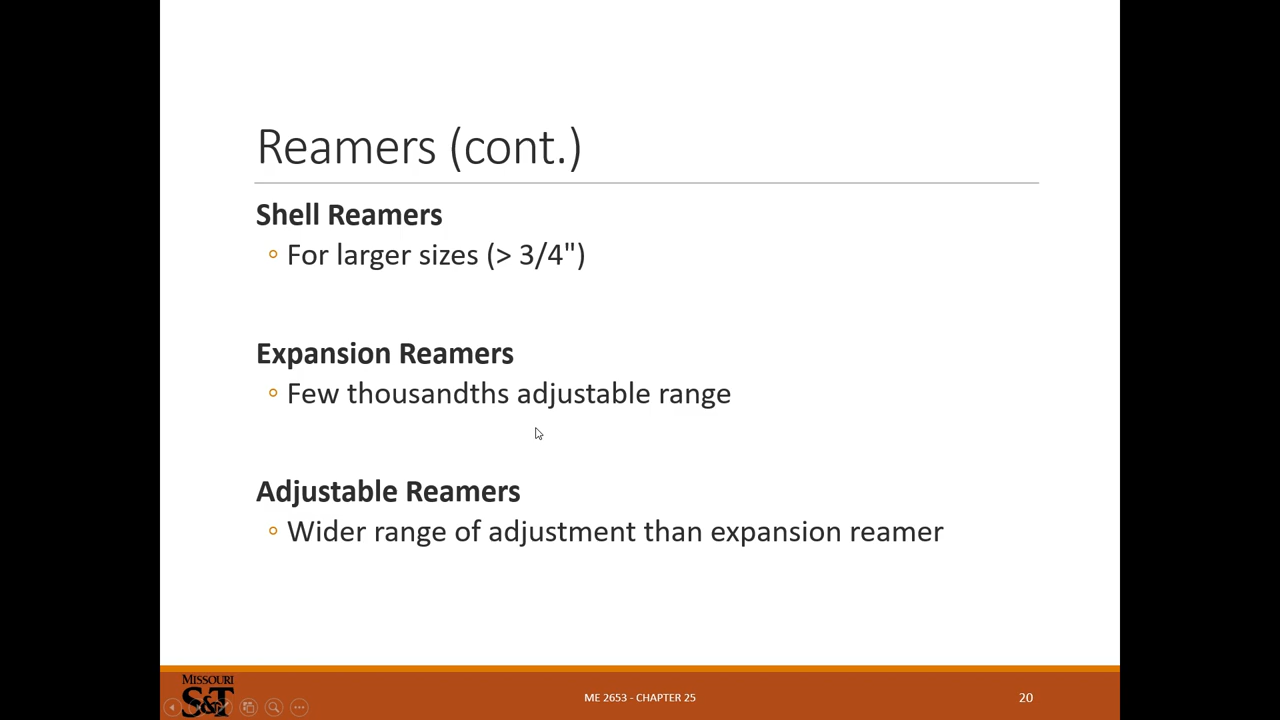 Reamers (cont.)
Shell Reamers
For larger sizes (> 3/4")
Expansion Reamers
Few thousandths adjustable range
Adjustable Reamers
Wider range of adjustment than expansion reamer
MISSOURI
S&T
ME 2653 - CHAPTER 25
20